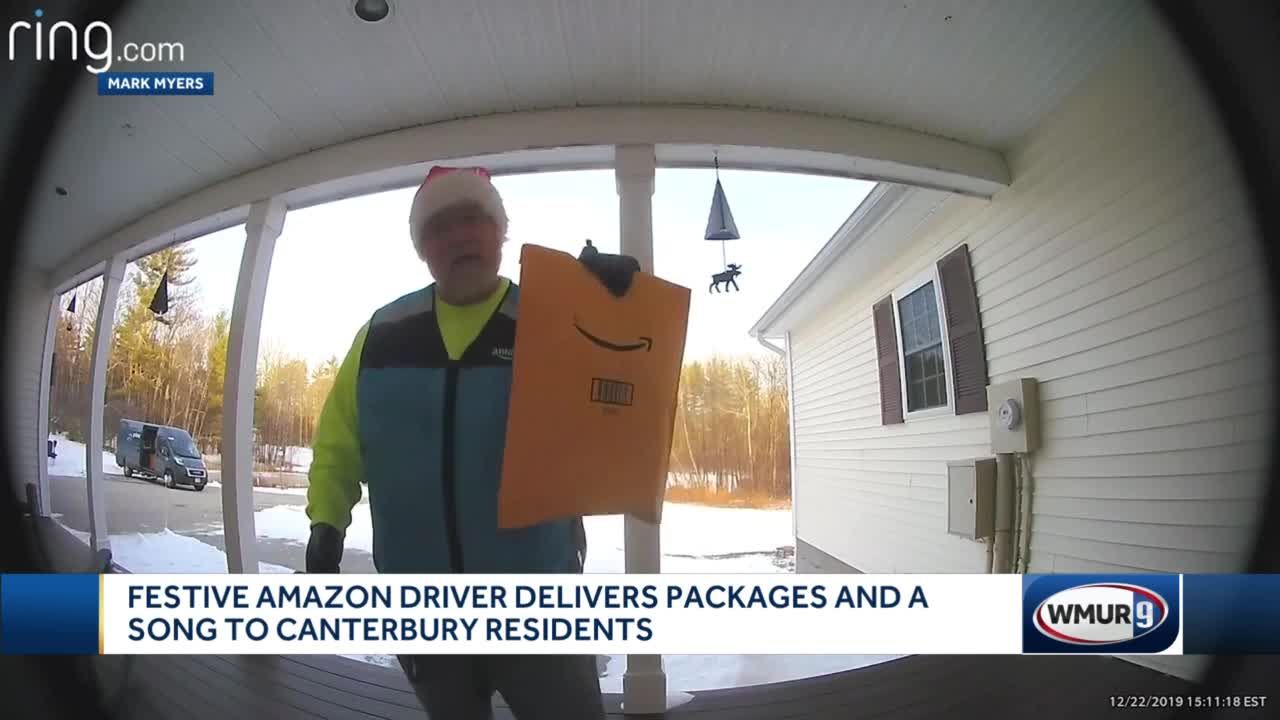 ring.com
MARK MYERS
FESTIVE AMAZON DRIVER DELIVERS PACKAGES AND A
SONG TO CANTERBURY RESIDENTS
WMUR9
12/22/2019 15:11:18 EST